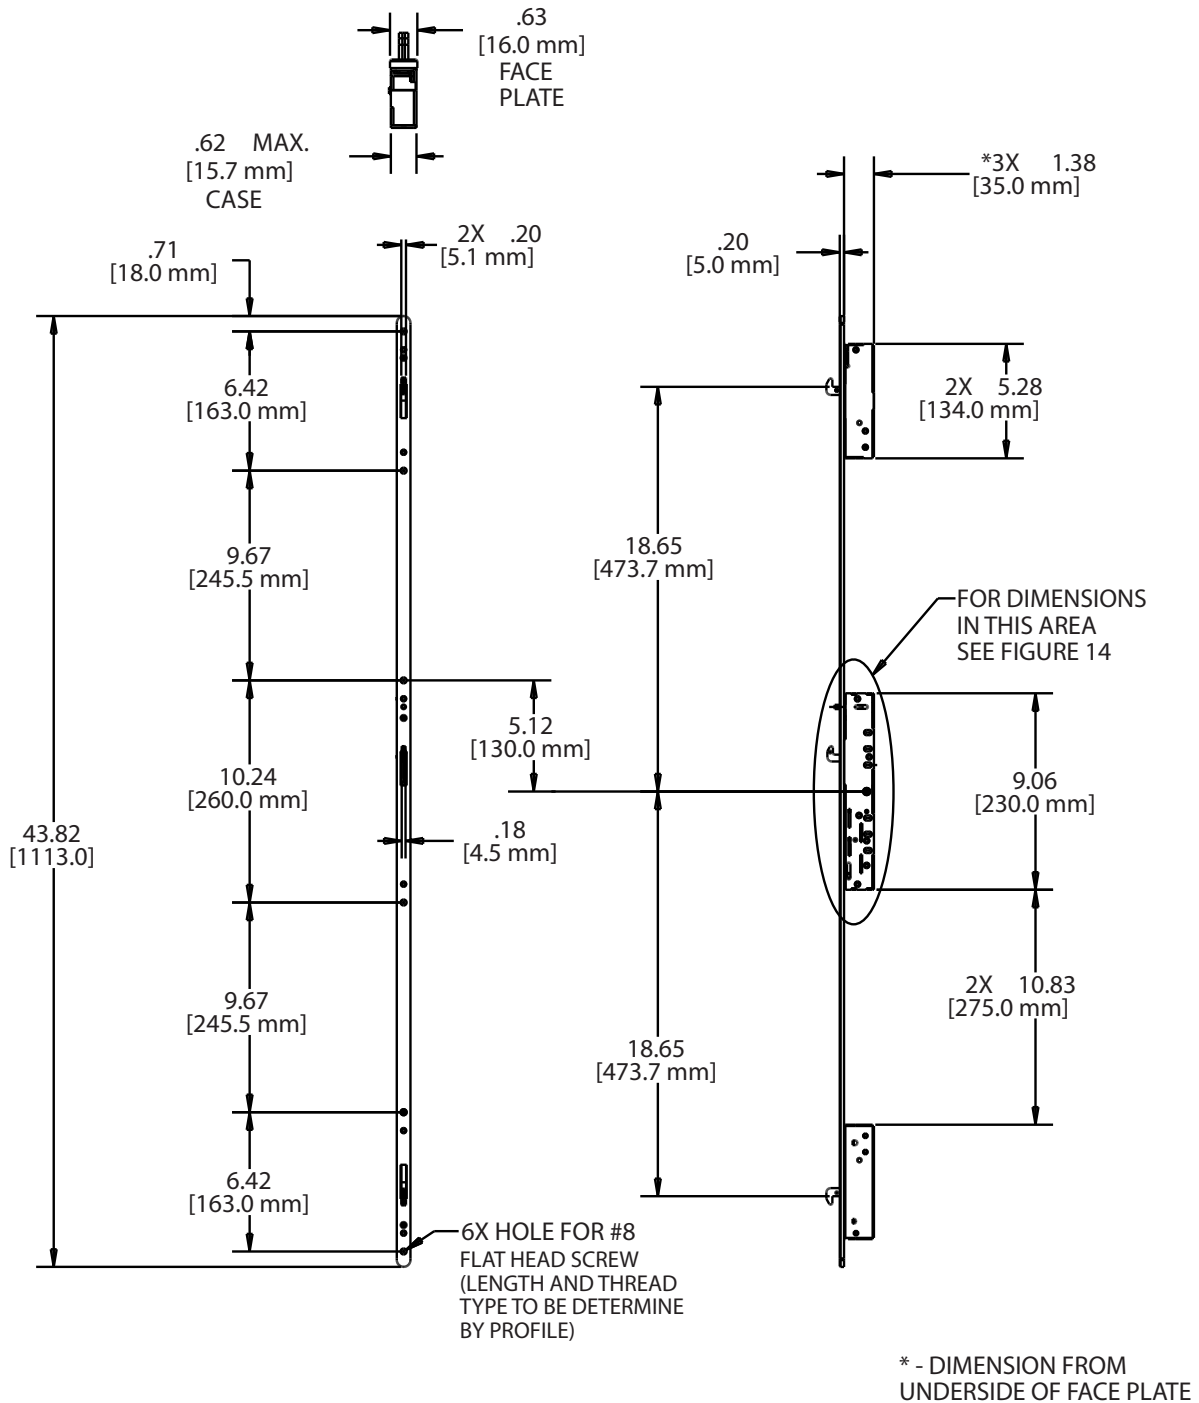 .63
[16.0 mm]
FACE
PLATE
.62 MAX.
[15.7 mm]
CASE
*3X 1.38
[35.0 mm]
.71
[18.0 mm]
2X .20
[5.1 mm]
.20
[5.0 mm]
6.42
[163.0 mm]
2X 5.28
[134.0 mm]
9.67
[245.5 mm]
18.65
[473.7 mm]
FOR DIMENSIONS
IN THIS AREA
SEE FIGURE 14
5.12
[130.0 mm]
10.24
[260.0 mm]
9.06
[230.0 mm]
43.82
[1113.0]
.18
[4.5 mm]
9.67
[245.5 mm]
2X 10.83
[275.0 mm]
18.65
[473.7 mm]
6.42
[163.0 mm]
6X HOLE FOR #8
FLAT HEAD SCREW
(LENGTH AND THREAD
TYPE TO BE DETERMINE
BY PROFILE)
* - DIMENSION FROM
UNDERSIDE OF FACE PLATE